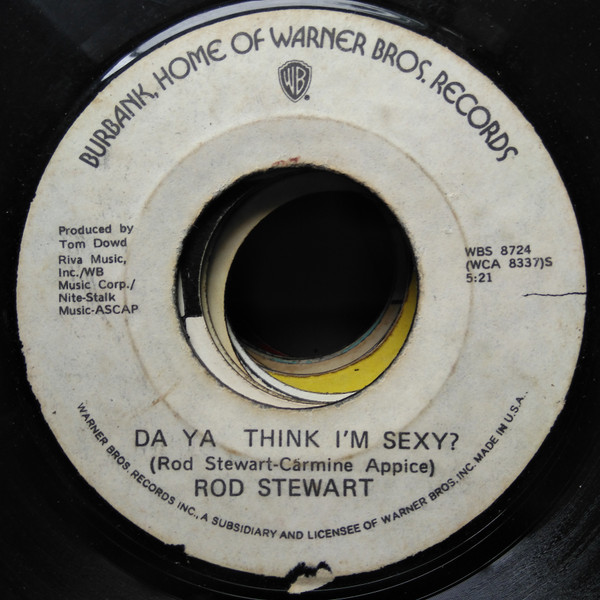 BURBANK, HOME OF WARNER BROS. RECORDS
WB
Produced by
Tom Dowd
Riva Music,
Inc./WB
Music Corp./
Nite-Stalk
Music-ASCAP
WBS 8724
(WCA 8337)S
5:21
DA YA THINK I'M SEXY?
(Rod Stewart-Carmine Appice)
ROD STEWART
WARNER BROS. RECORDS INC., A SUBSIDIARY AND LICENSEE OF WARNER BROS. INC. MADE IN U.S.A.